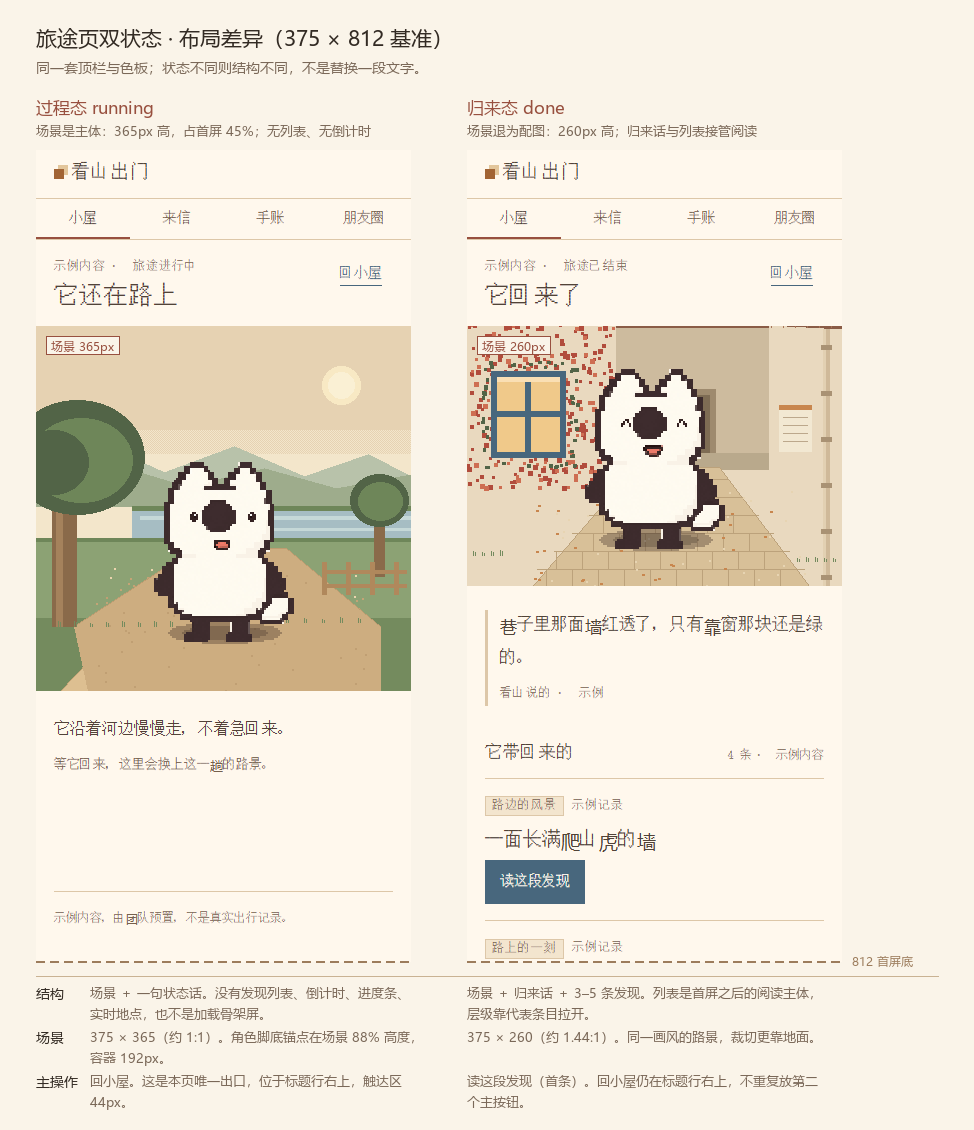 旅途页双状态 · 布局差异（375 × 812 基准）
同一套顶栏与色板；状态不同则结构不同，不是替换一段文字。
过程态 running
场景是主体：365px 高，占首屏 45%；无列表、无倒计时
看山出门
小屋 来信 手账 朋友圈
示例内容 · 旅途进行中
它还在路上
回小屋
场景 365px
它沿着河边慢慢走，不着急回来。
等它回来，这里会换上这一趟的路景。
示例内容，由团队预置，不是真实出行记录。
归来态 done
场景退为配图：260px 高；归来话与列表接管阅读
看山出门
小屋 来信 手账 朋友圈
示例内容 · 旅途已结束
它回来了
回小屋
场景 260px
巷子里那面墙红透了，只有靠窗那块还是绿
的。
看山说的 · 示例
它带回来的
4 条 · 示例内容
路边的风景 示例记录
一面长满爬山虎的墙
读这段发现
路上的一刻 示例记录
812 首屏底
结构
场景 + 一句状态话。没有发现列表、倒计时、进度条、
实时地点，也不是加载骨架屏。
场景 + 归来话 + 3–5 条发现。列表是首屏之后的阅读主体，
层级靠代表条目拉开。
场景
375 × 365（约 1:1）。角色脚底锚点在场景 88% 高度，
容器 192px。
375 × 260（约 1.44:1）。同一画风的路景，裁切更靠地面。
主操作
回小屋。这是本页唯一出口，位于标题行右上，触达区
44px。
读这段发现（首条）。回小屋仍在标题行右上，不重复放第二
个主按钮。